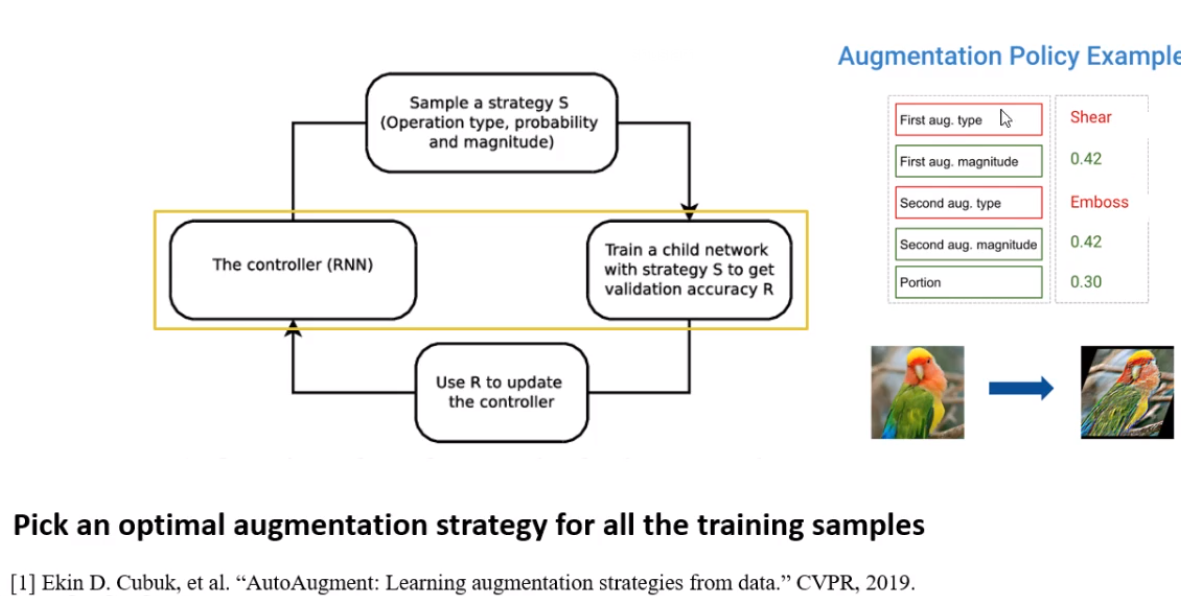 Augmentation Policy Example
Sample a strategy S
(Operation type, probability
and magnitude)
The controller (RNN)
Train a child network
with strategy S to get
validation accuracy R
Use R to update
the controller
First aug. type
Shear
First aug. magnitude
0.42
Second aug. type
Emboss
Second aug. magnitude
0.42
Portion
0.30
Pick an optimal augmentation strategy for all the training samples
[1] Ekin D. Cubuk, et al. “AutoAugment: Learning augmentation strategies from data.” CVPR, 2019.